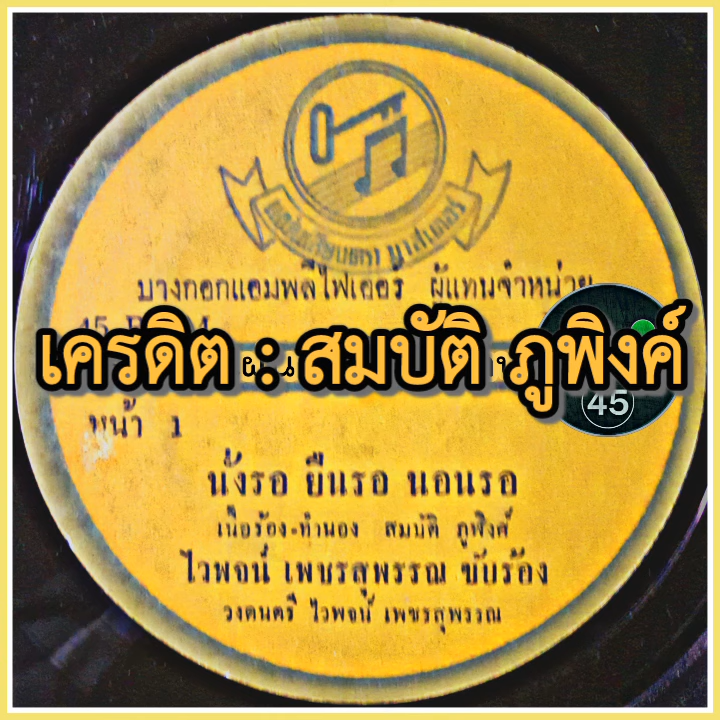 บางกอกแอมพลิไฟเออร์ ผู้แทนจำหน่าย
เครดิต : สมบัติ ภูพิงค์
45
หน้า 1
นั่งรอ ยืนรอ นอนรอ
เนื้อร้อง-ทำนอง สมบัติ ภูพิงค์
ไวพจน์ เพชรสุพรรณ ขับร้อง
วงดนตรี ไวพจน์ เพชรสุพรรณ